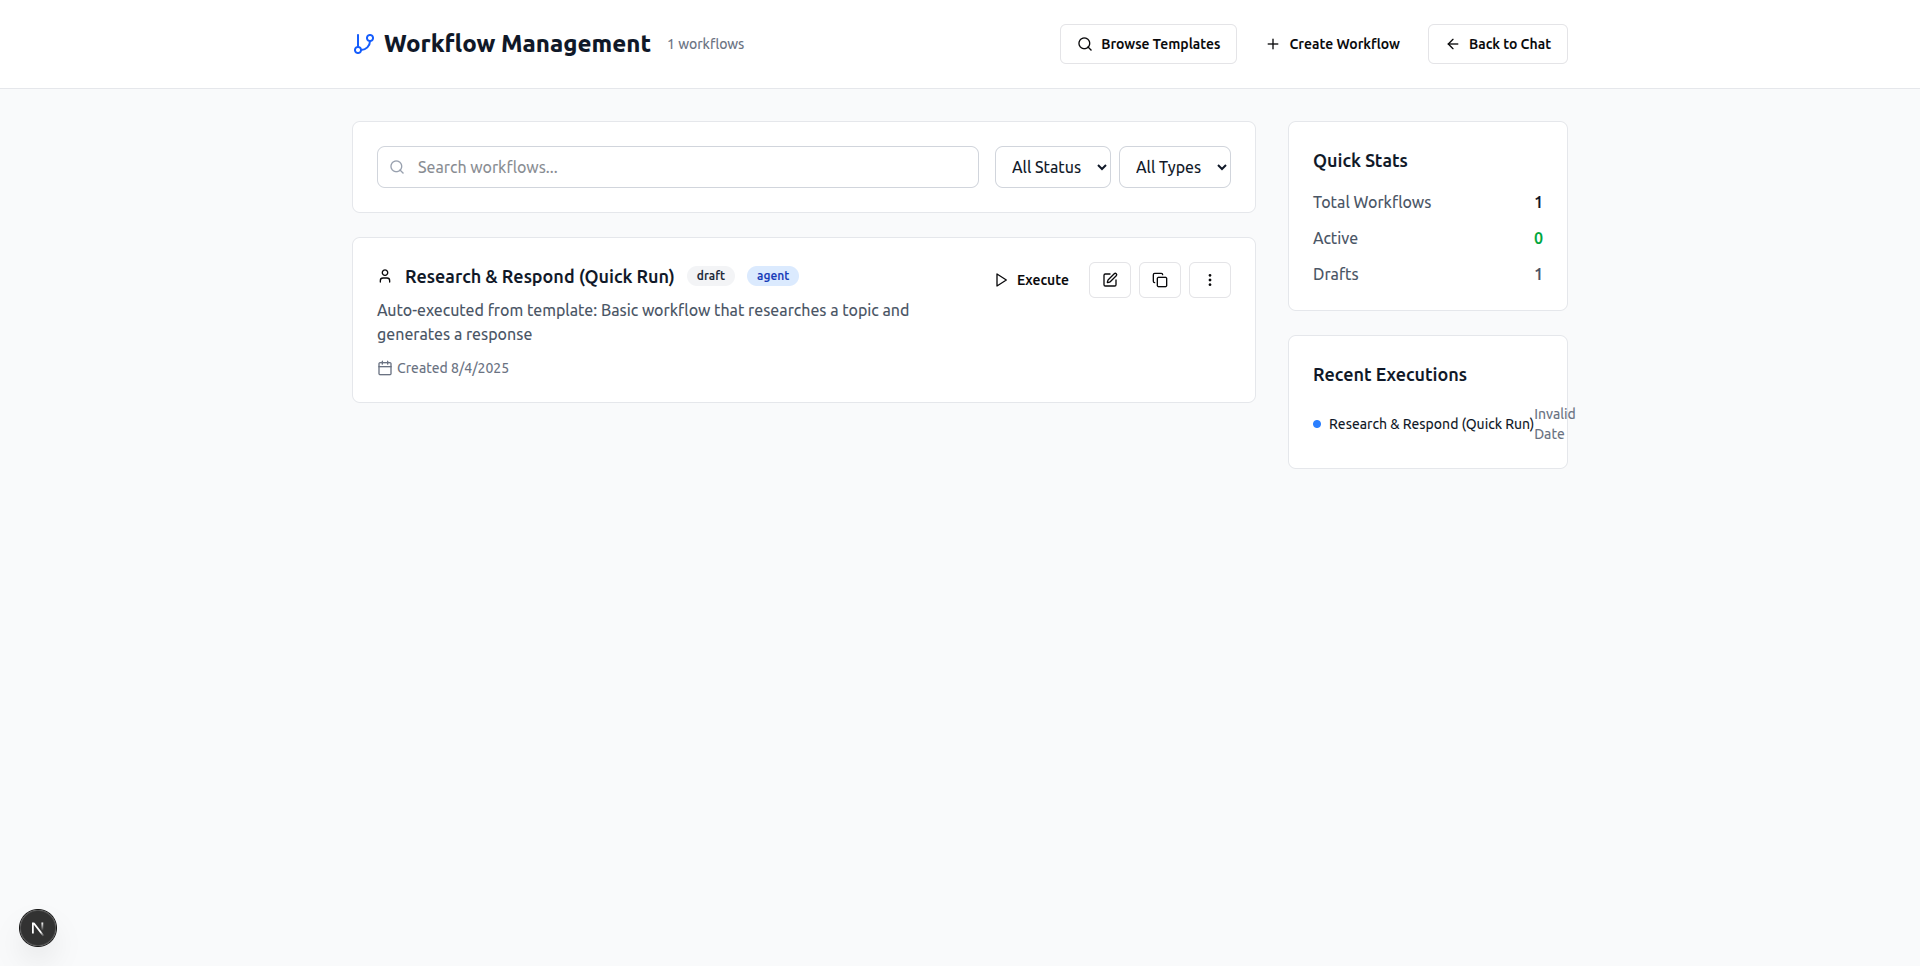 Workflow Management
1 workflows
Browse Templates
Create Workflow
Back to Chat
Search workflows...
All Status
All Types
Research & Respond (Quick Run)
draft
agent
Execute
Auto-executed from template: Basic workflow that researches a topic and
generates a response
Created 8/4/2025
Quick Stats
Total Workflows 1
Active 0
Drafts 1
Recent Executions
Research & Respond (Quick Run)
Invalid
Date
N